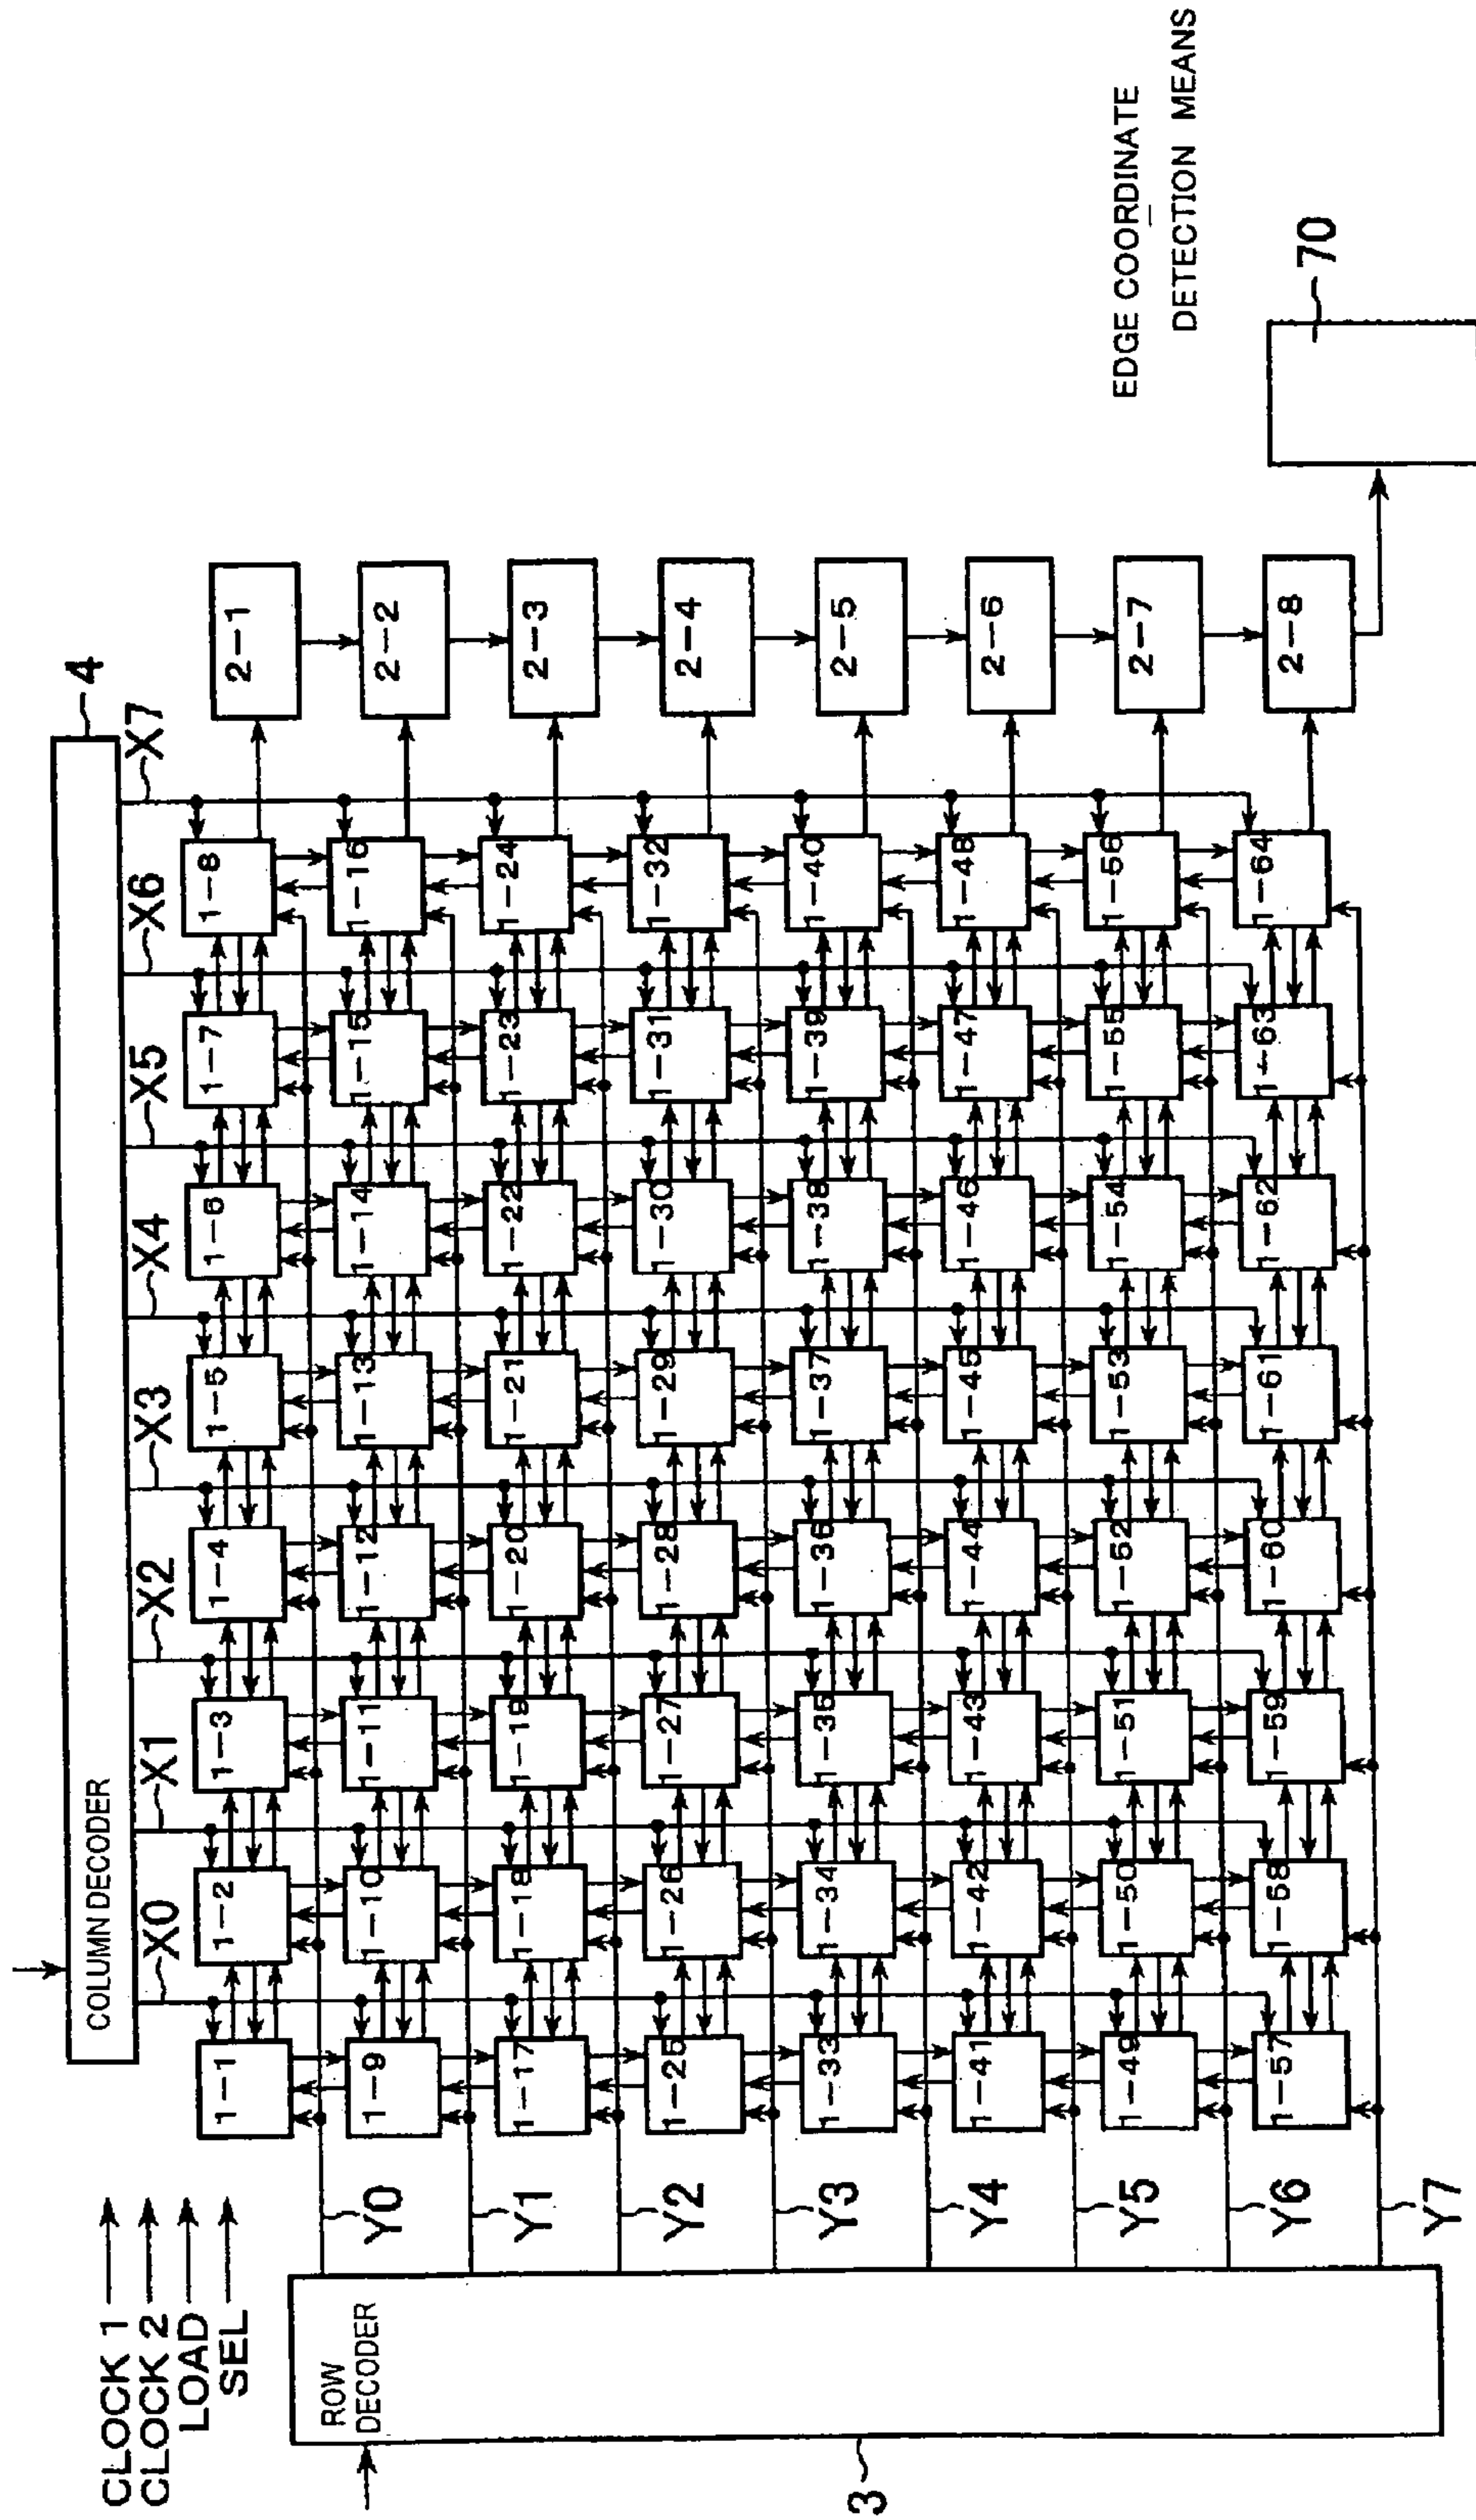 COLUMN DECODER
4
CLOCK 1
CLOCK 2
LOAD
SEL
X0 X1 X2 X3 X4 X5 X6 X7
1-1 1-2 1-3 1-4 1-5 1-6 1-7 1-8 2-1
Y0
1-9 1-10 1-11 1-12 1-13 1-14 1-15 1-16 2-2
Y1
1-17 1-18 1-19 1-20 1-21 1-22 1-23 1-24 2-3
Y2
1-25 1-26 1-27 1-28 1-29 1-30 1-31 1-32 2-4
Y3
1-33 1-34 1-35 1-36 1-37 1-38 1-39 1-40 2-5
Y4
1-41 1-42 1-43 1-44 1-45 1-46 1-47 1-48 2-6
Y5
1-49 1-50 1-51 1-52 1-53 1-54 1-55 1-56 2-7
Y6
1-57 1-58 1-59 1-60 1-61 1-62 1-63 1-64 2-8
Y7
ROW
DECODER
3
EDGE COORDINATE
DETECTION MEANS
70